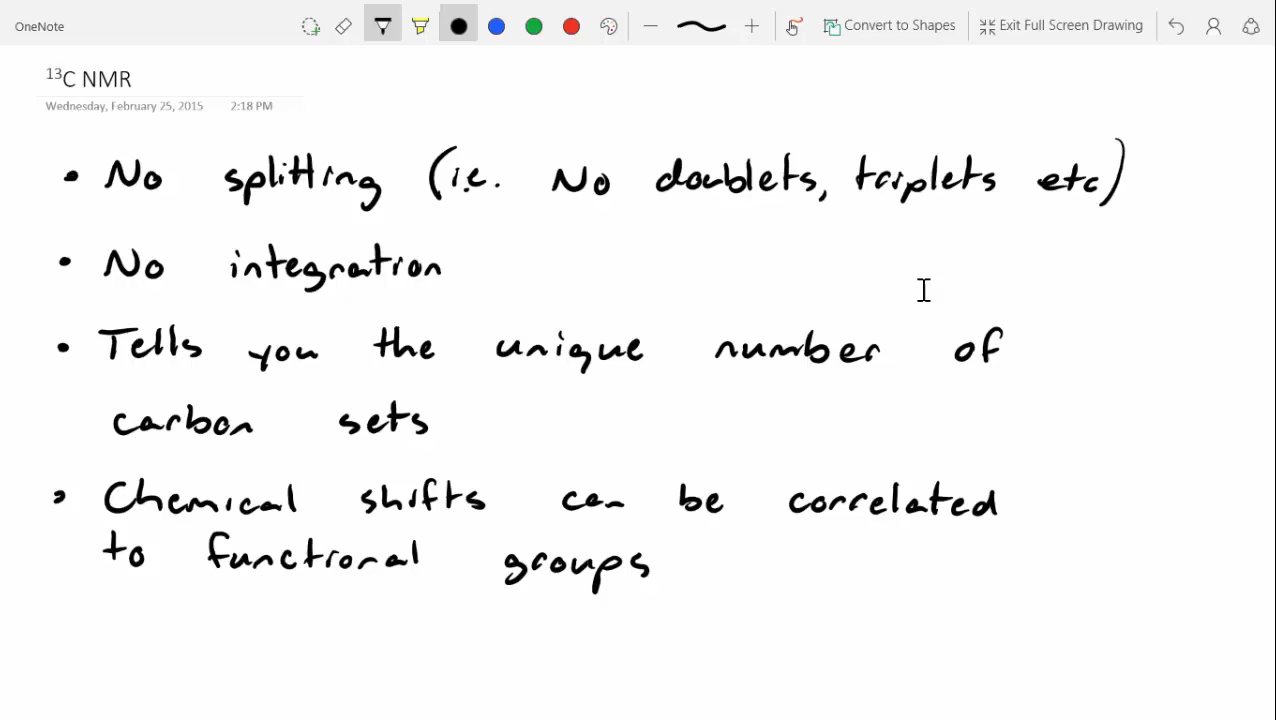 OneNote
Convert to Shapes
Exit Full Screen Drawing
¹³C NMR
Wednesday, February 25, 2015 2:18 PM
• No splitting (i.e. No doublets, triplets etc)
• No integration
• Tells you the unique number of
carbon sets
• Chemical shifts can be correlated
to functional groups